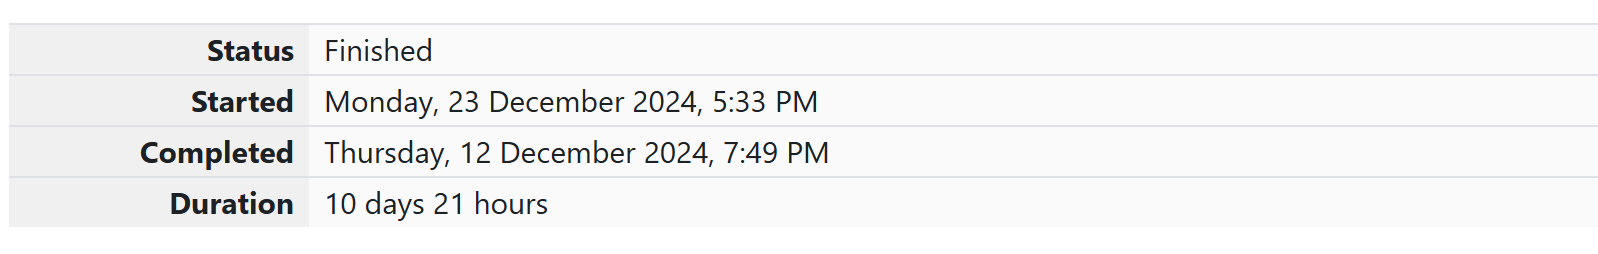 Status Finished
Started Monday, 23 December 2024, 5:33 PM
Completed Thursday, 12 December 2024, 7:49 PM
Duration 10 days 21 hours